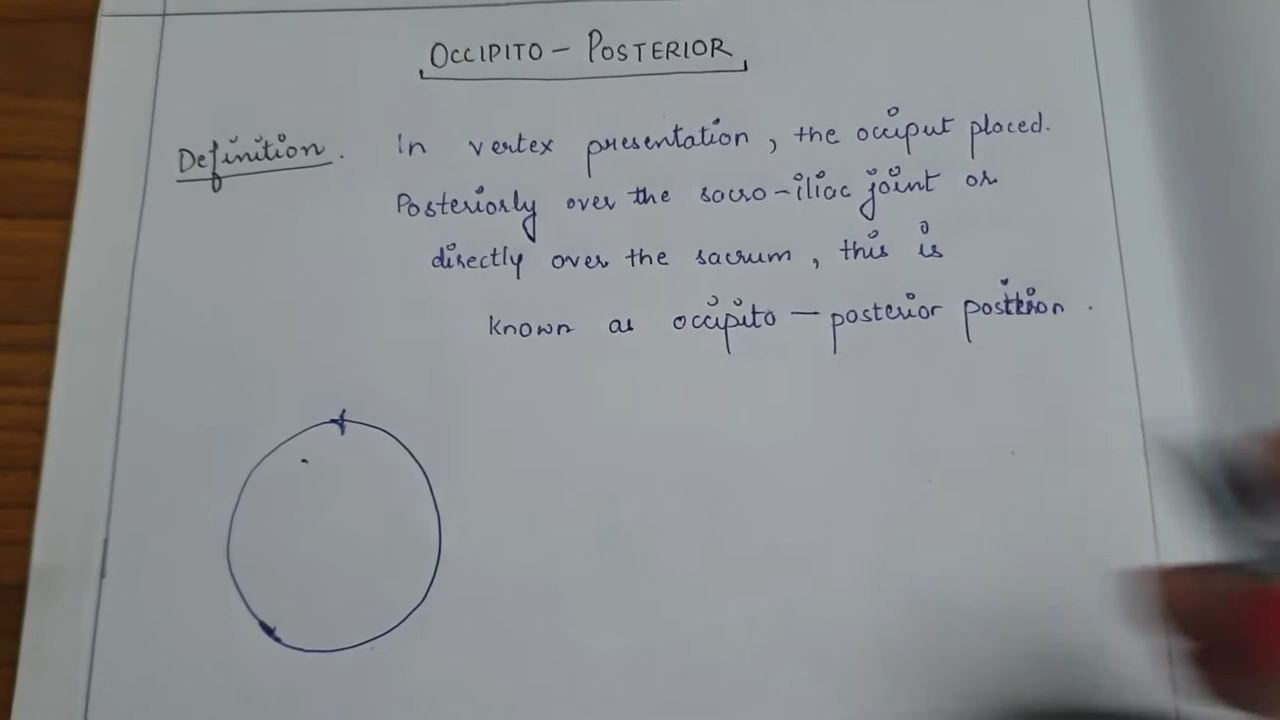 OCCIPITO - POSTERIOR
Definition. In vertex presentation, the occiput placed.
Posteriorly over the sacro-iliac joint or
directly over the sacrum, this is
known as occipito - posterior position.